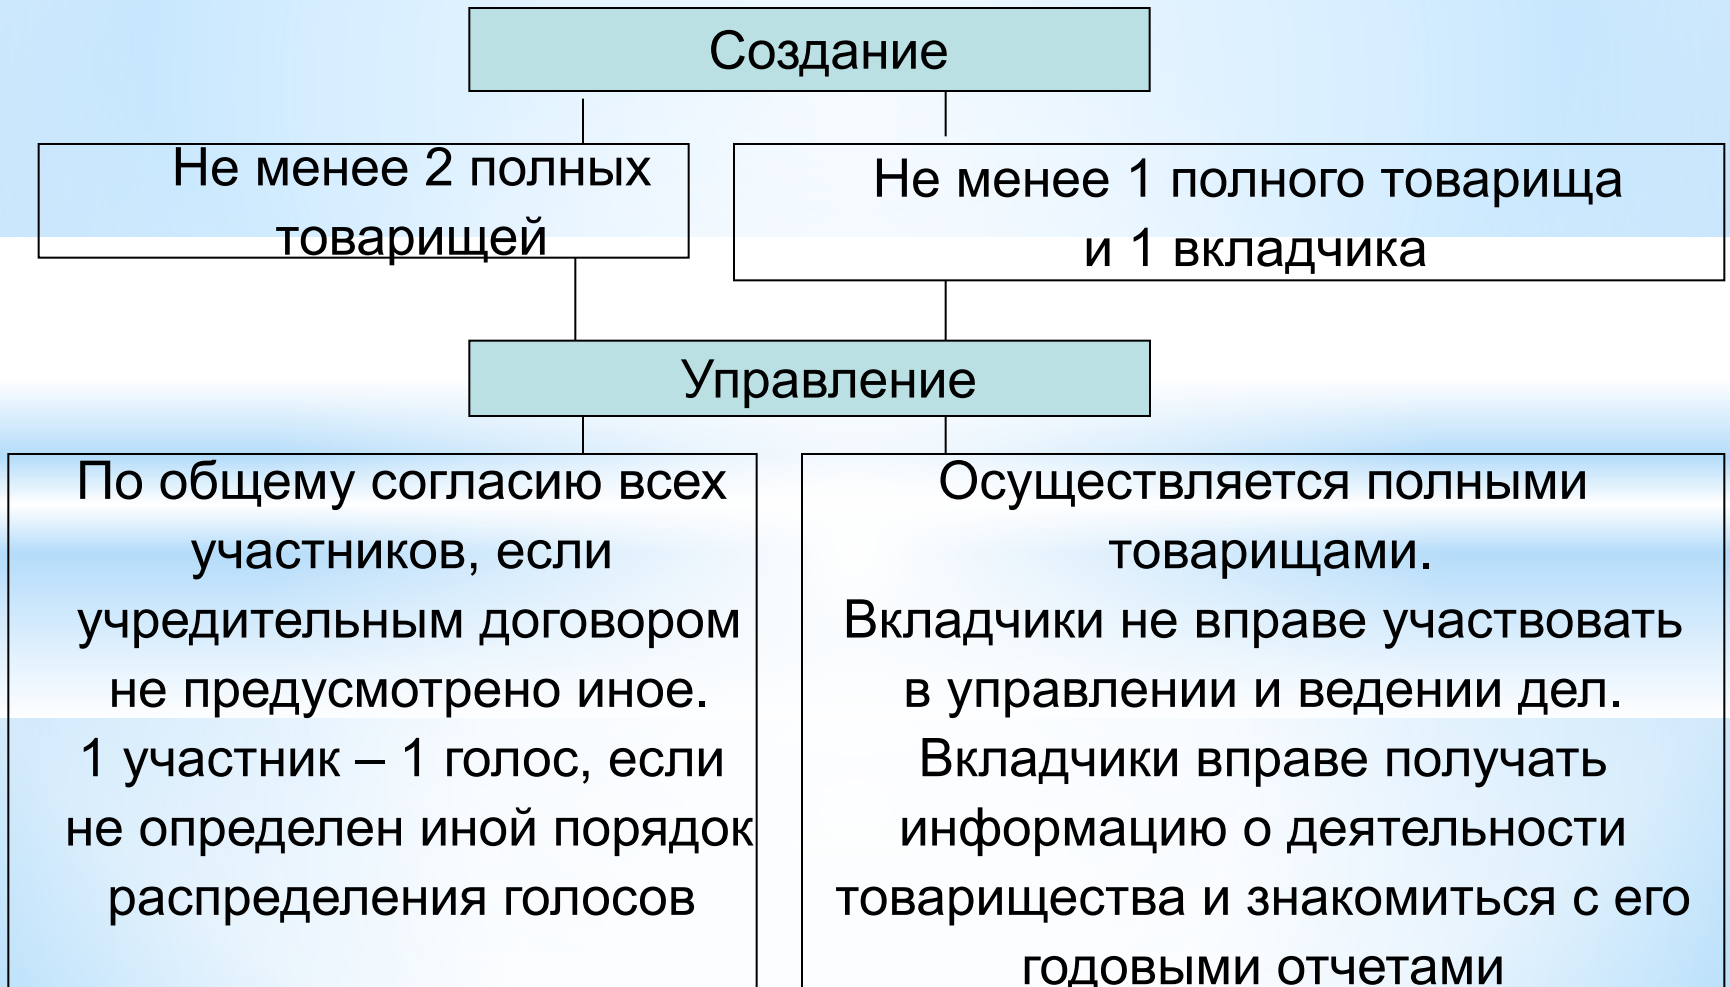 Создание
Не менее 2 полных
товарищей
Не менее 1 полного товарища
и 1 вкладчика
Управление
По общему согласию всех
участников, если
учредительным договором
не предусмотрено иное.
1 участник – 1 голос, если
не определен иной порядок
распределения голосов
Осуществляется полными
товарищами.
Вкладчики не вправе участвовать
в управлении и ведении дел.
Вкладчики вправе получать
информацию о деятельности
товарищества и знакомиться с его
годовыми отчетами